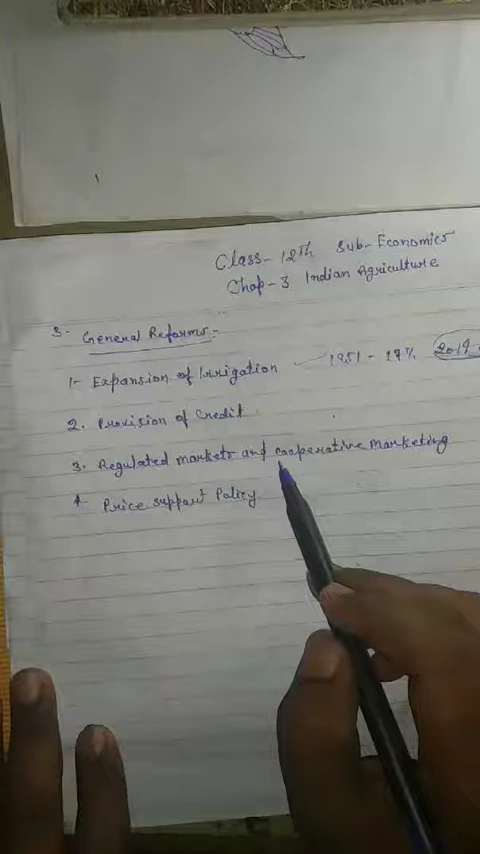 Class- 12th Sub- Economics
Chap-3 Indian Agriculture
3- General Reforms:-
1- Expansion of Irrigation 1951 - 17% 2019
2. Provision of Credit
3. Regulated markets and cooperative marketing
4. Price support Policy.